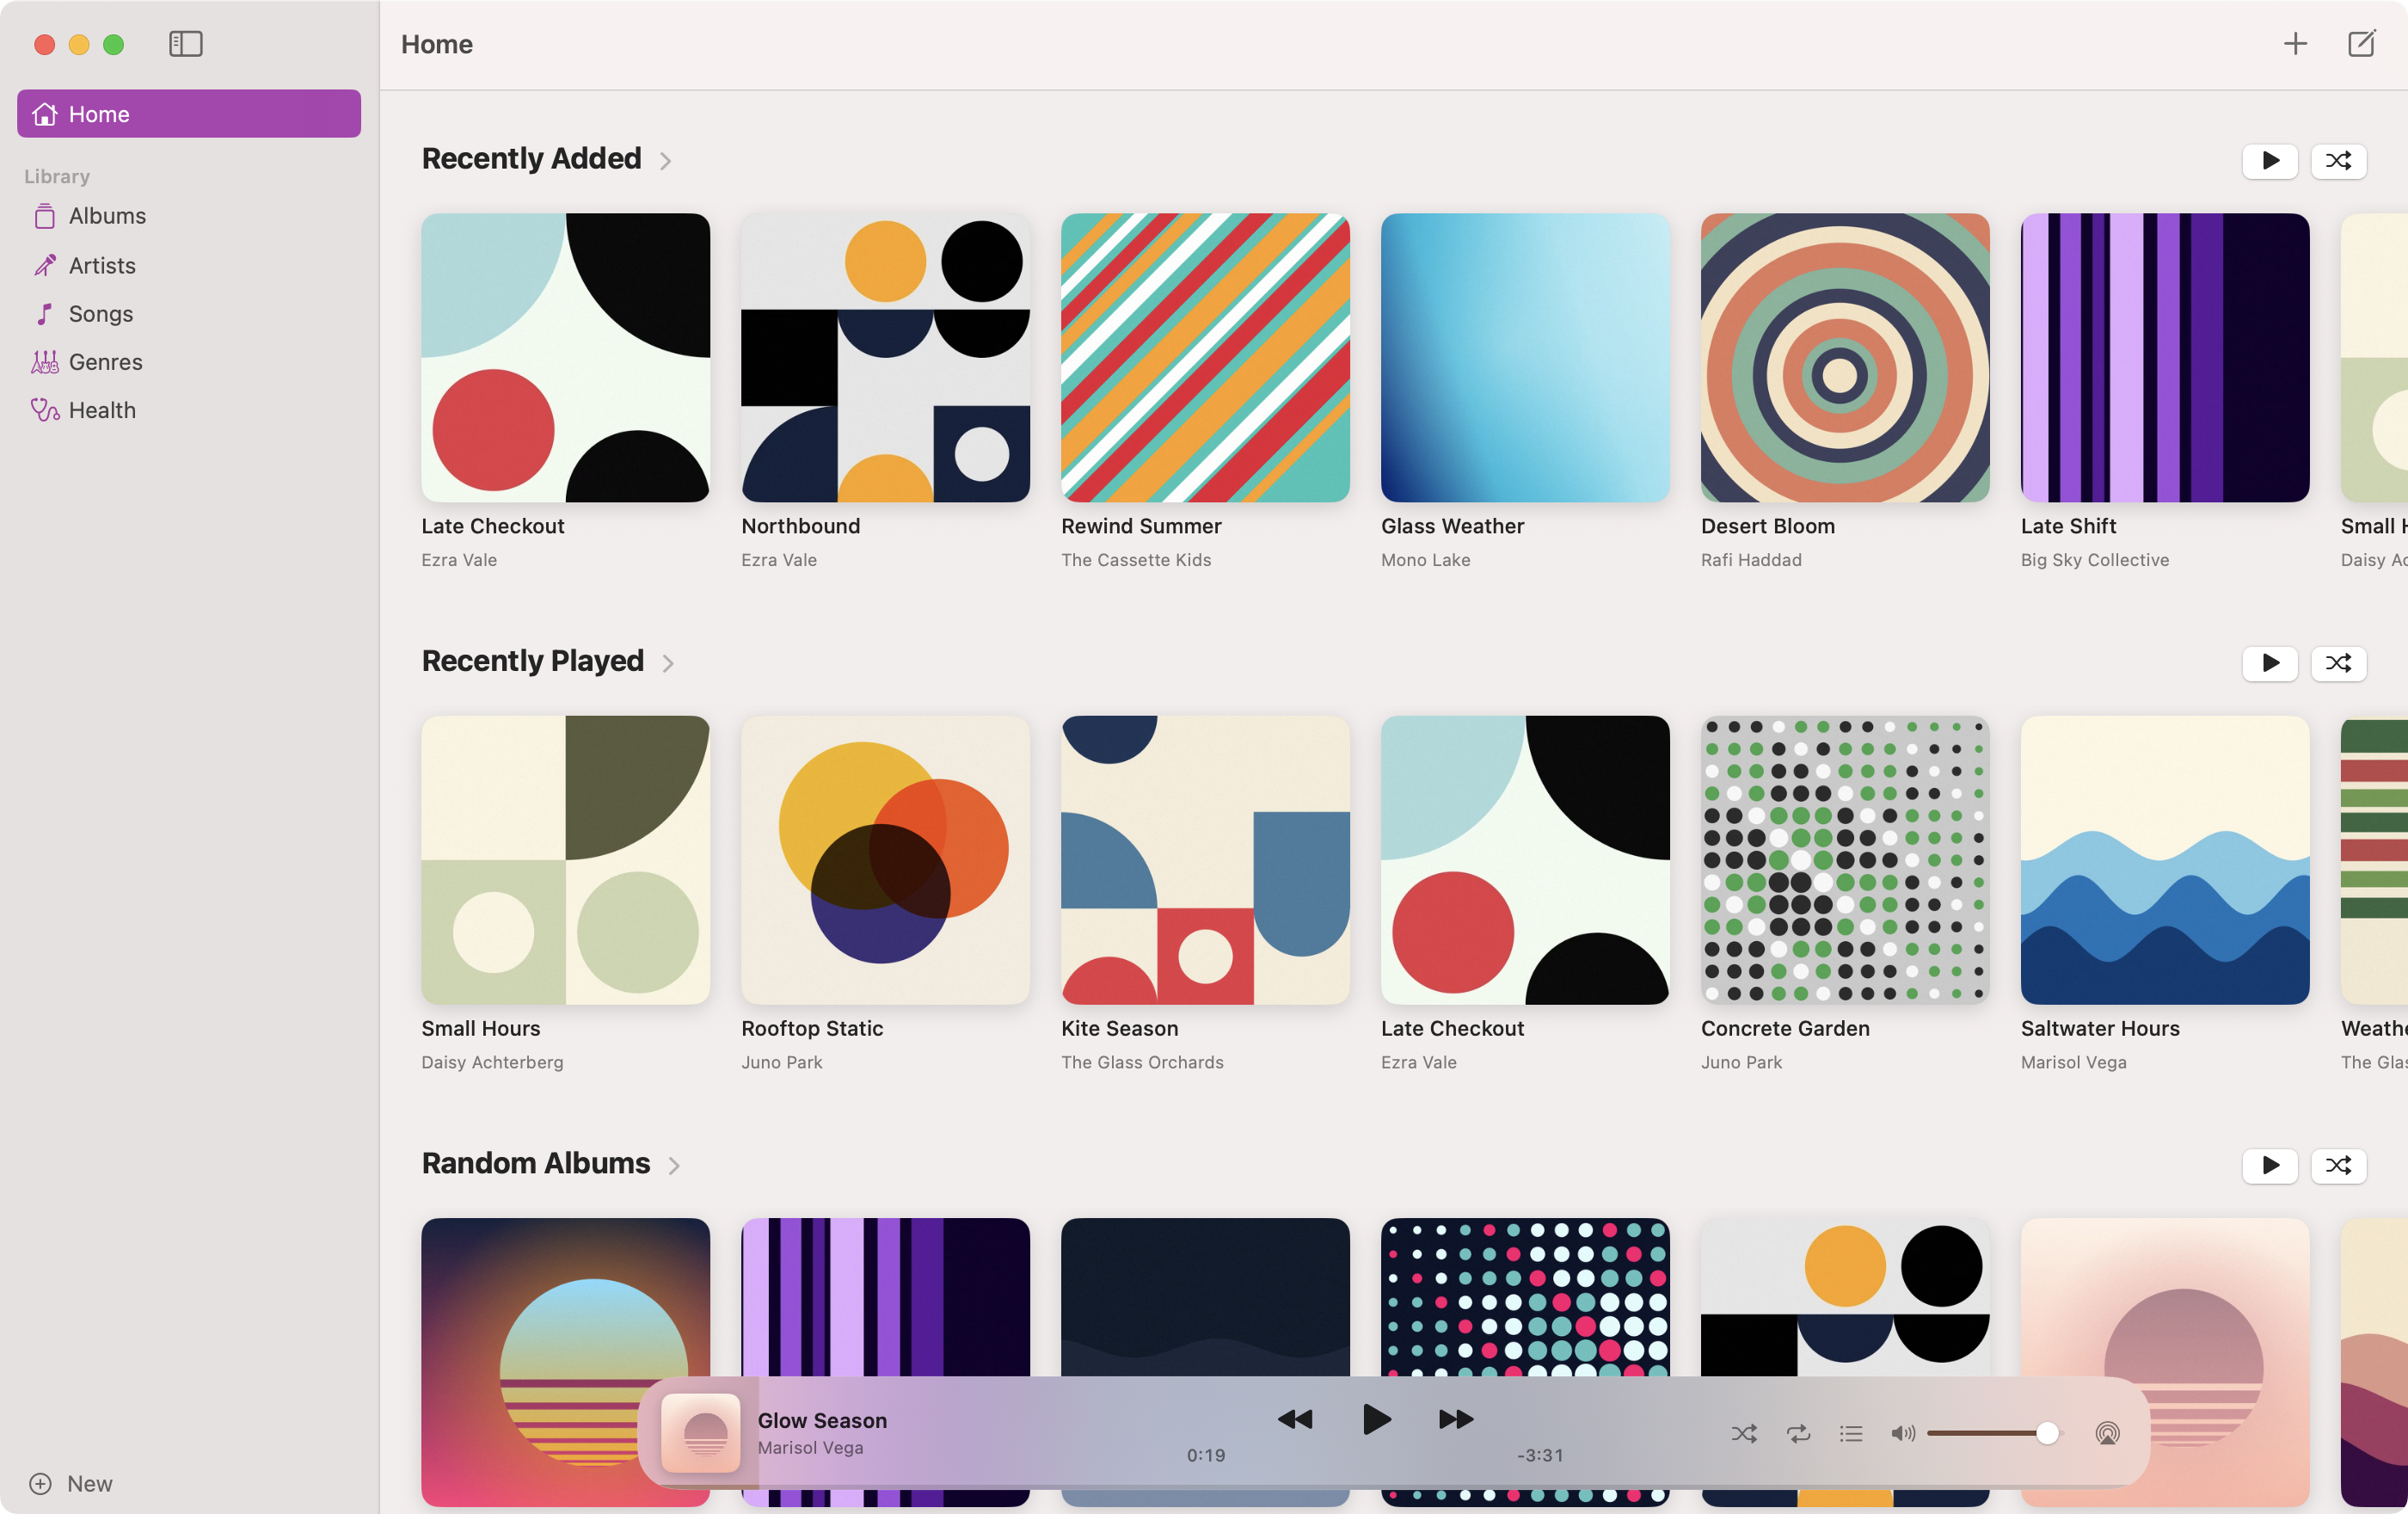 Home
Home
Library
Albums
Artists
Songs
Genres
Health
New
Recently Added
Late Checkout
Ezra Vale
Northbound
Ezra Vale
Rewind Summer
The Cassette Kids
Glass Weather
Mono Lake
Desert Bloom
Rafi Haddad
Late Shift
Big Sky Collective
Small
Daisy
Recently Played
Small Hours
Daisy Achterberg
Rooftop Static
Juno Park
Kite Season
The Glass Orchards
Late Checkout
Ezra Vale
Concrete Garden
Juno Park
Saltwater Hours
Marisol Vega
The
Random Albums
Glow Season
Marisol Vega
0:19
-3:31